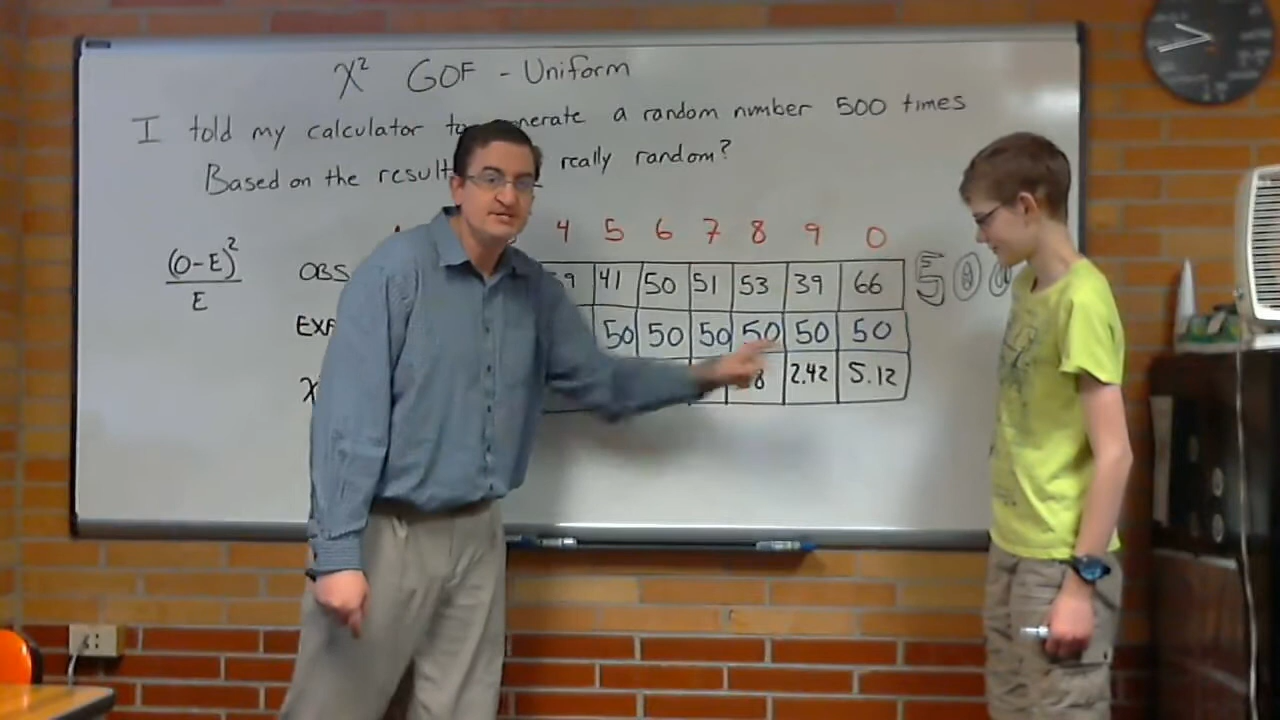 χ² GOF - Uniform
I told my calculator to generate a random number 500 times
Based on the result really random?
4 5 6 7 8 9 0
(O-E)²
E
OBS 41 50 51 53 39 66 500
EXP 50 50 50 50 50 50
χ 8 2.42 5.12